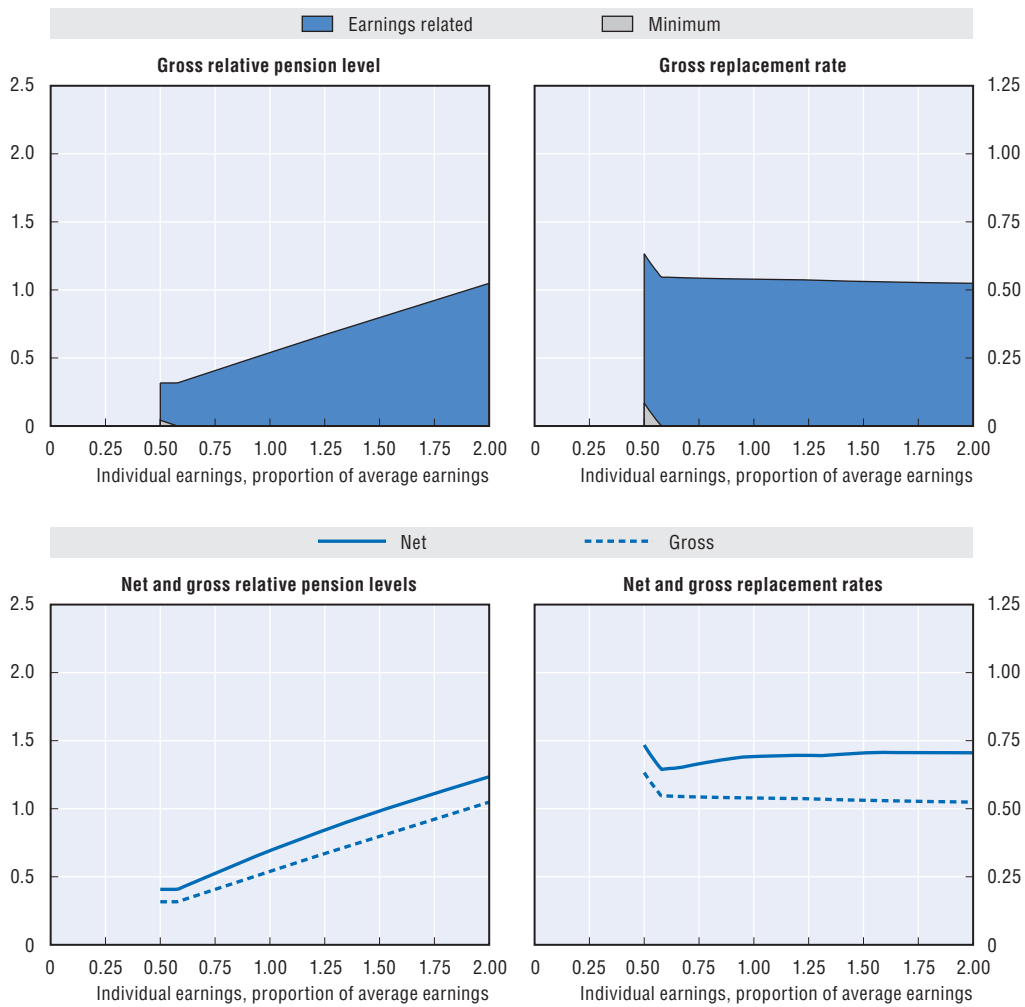 Earnings related Minimum
Gross relative pension level
2.5
2.0
1.5
1.0
0.5
0
0 0.25 0.50 0.75 1.00 1.25 1.50 1.75 2.00
Individual earnings, proportion of average earnings
Gross replacement rate
1.25
1.00
0.75
0.50
0.25
0
0 0.25 0.50 0.75 1.00 1.25 1.50 1.75 2.00
Individual earnings, proportion of average earnings
Net Gross
Net and gross relative pension levels
2.5
2.0
1.5
1.0
0.5
0
0 0.25 0.50 0.75 1.00 1.25 1.50 1.75 2.00
Individual earnings, proportion of average earnings
Net and gross replacement rates
1.25
1.00
0.75
0.50
0.25
0
0 0.25 0.50 0.75 1.00 1.25 1.50 1.75 2.00
Individual earnings, proportion of average earnings